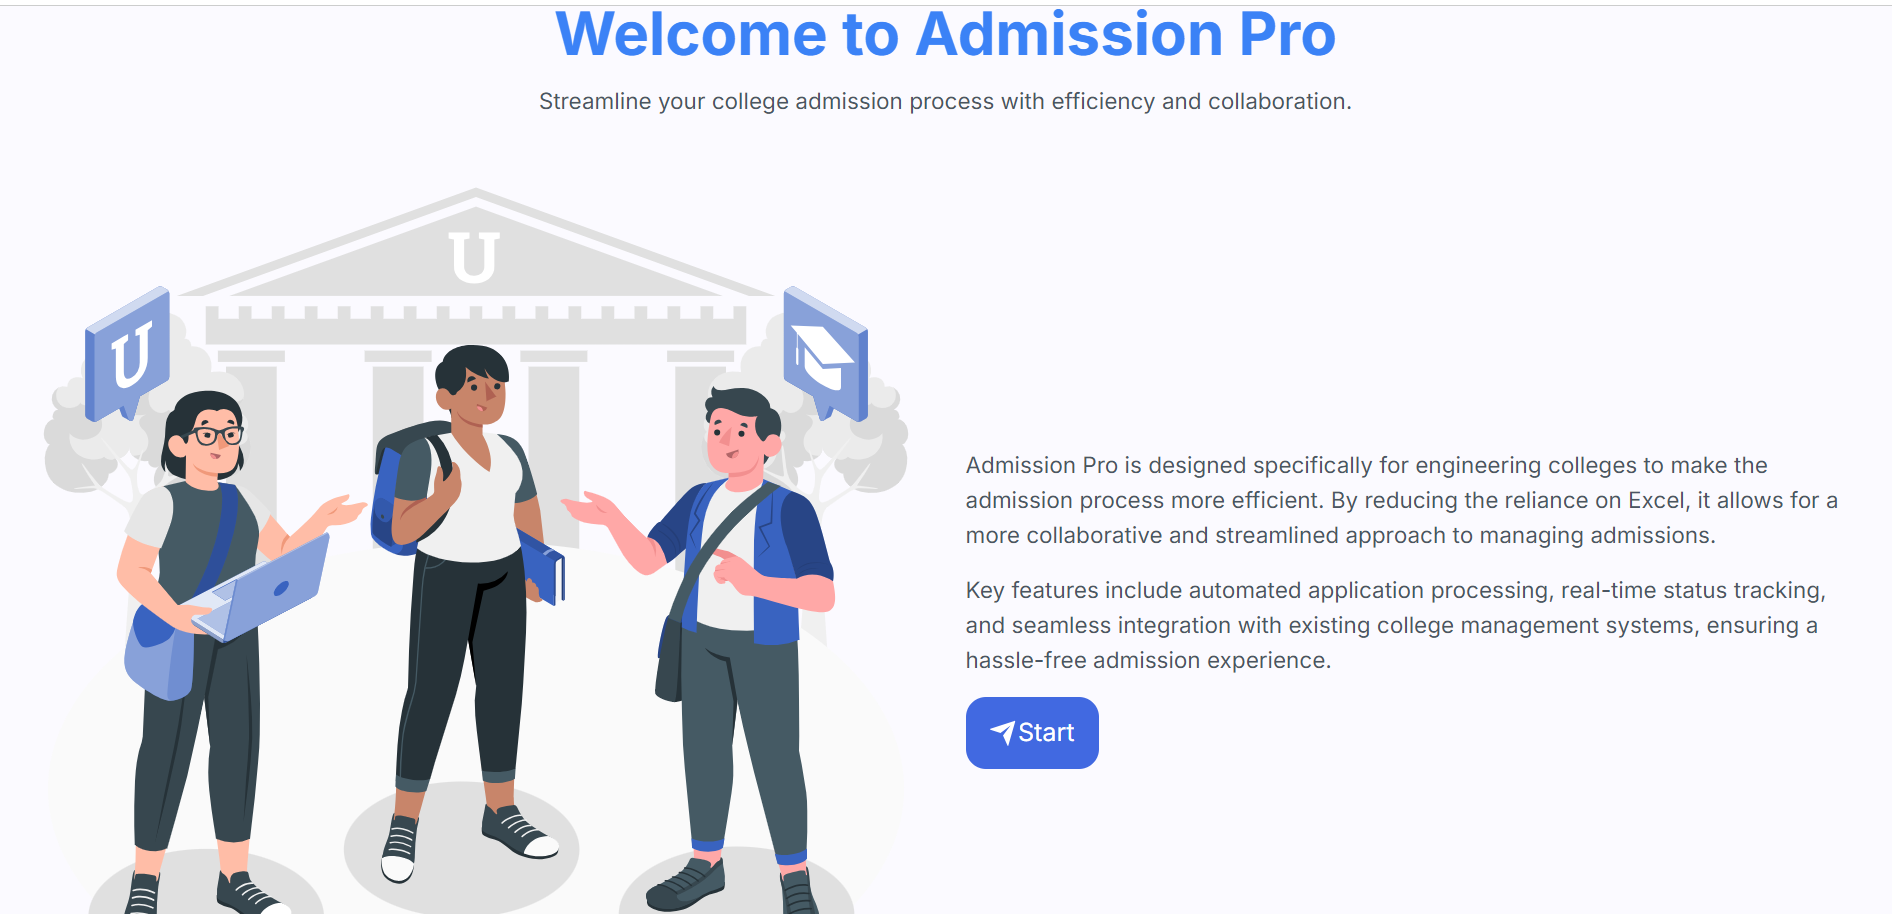 Welcome to Admission Pro
Streamline your college admission process with efficiency and collaboration.
U
U
Admission Pro is designed specifically for engineering colleges to make the
admission process more efficient. By reducing the reliance on Excel, it allows for a
more collaborative and streamlined approach to managing admissions.
Key features include automated application processing, real-time status tracking,
and seamless integration with existing college management systems, ensuring a
hassle-free admission experience.
Start